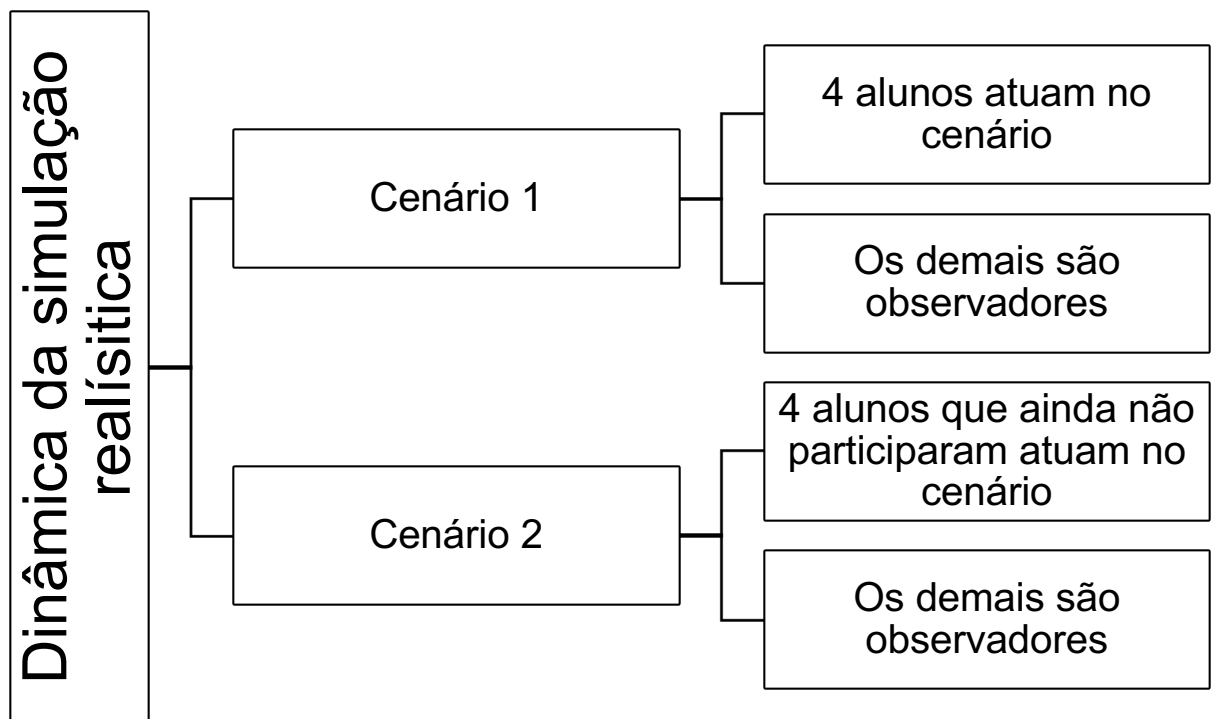 Dinâmica da simulação
realísitica
Cenário 1
4 alunos atuam no
cenário
Os demais são
observadores
Cenário 2
4 alunos que ainda não
participaram atuam no
cenário
Os demais são
observadores